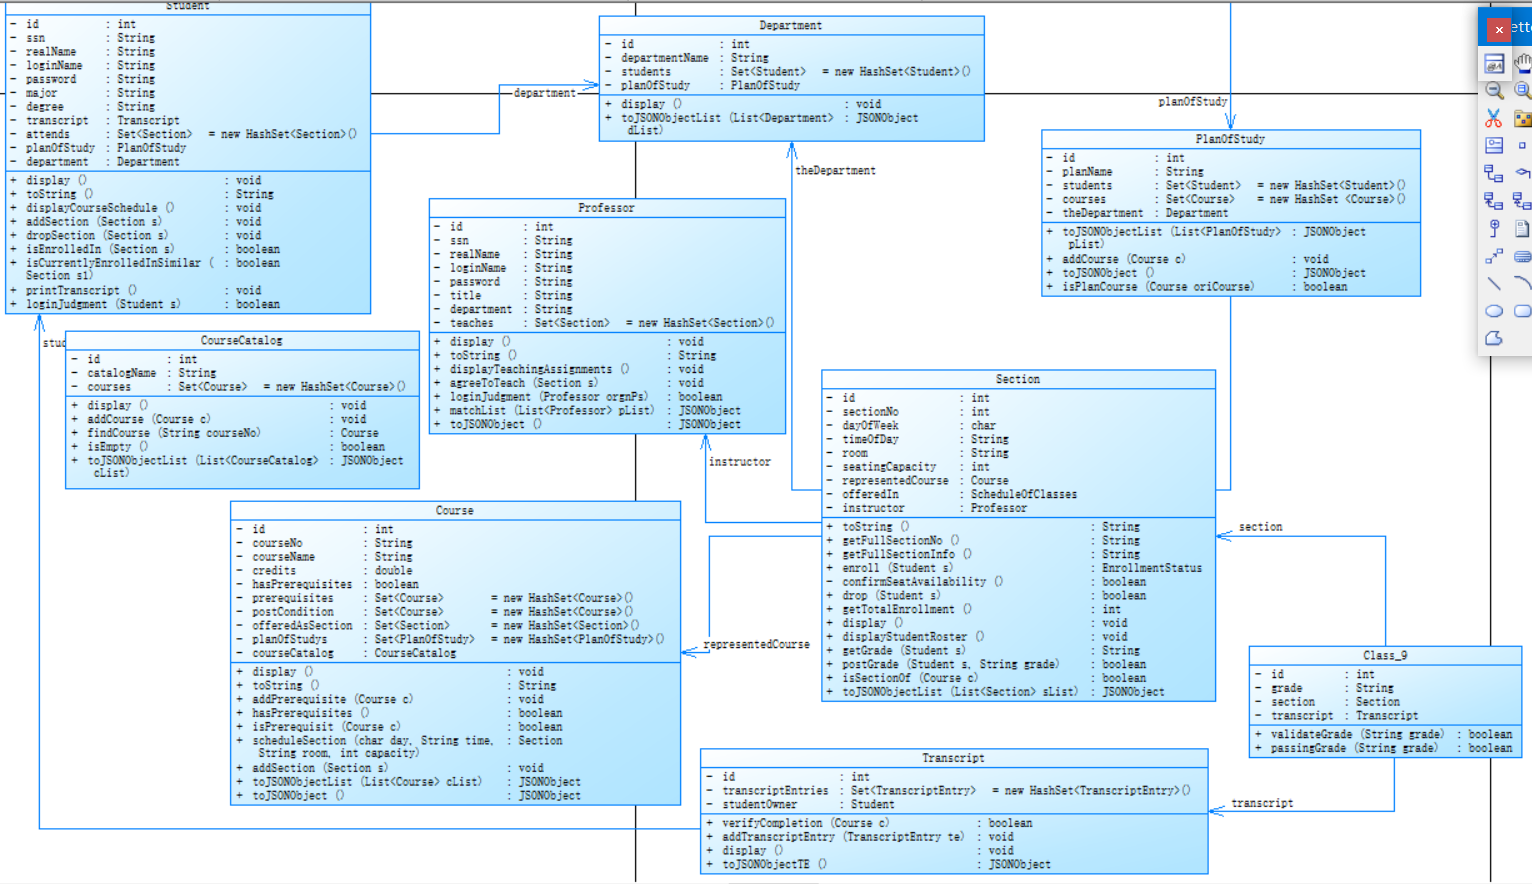 Student
- id : int
- ssn : String
- realName : String
- loginName : String
- password : String
- major : String
- degree : String
- transcript : Transcript
- attends : Set<Section> = new HashSet<Section>()
- planOfStudy : PlanOfStudy
- department : Department
+ display () : void
+ toString () : String
+ displayCourseSchedule () : void
+ addSection (Section s) : void
+ dropSection (Section s) : void
+ isEnrolledIn (Section s) : boolean
+ isCurrentlyEnrolledInSimilar ( : boolean
Section s1)
+ printTranscript () : void
+ loginJudgment (Student s) : boolean
department
Department
- id : int
- departmentName : String
- students : Set<Student> = new HashSet<Student>()
- planOfStudy : PlanOfStudy
+ display () : void
+ toJSONObjectList (List<Department> : JSONObject
dList)
theDepartment
planOfStudy
PlanOfStudy
- id : int
- planName : String
- students : Set<Student> = new HashSet<Student>()
- courses : Set<Course> = new HashSet <Course>()
- theDepartment : Department
+ toJSONObjectList (List<PlanOfStudy> : JSONObject
pList)
+ addCourse (Course c) : void
+ toJSONObject () : JSONObject
+ isPlanCourse (Course oriCourse) : boolean
Professor
- id : int
- ssn : String
- realName : String
- loginName : String
- password : String
- title : String
- department : String
- teaches : Set<Section> = new HashSet<Section>()
+ display () : void
+ toString () : String
+ displayTeachingAssignments () : void
+ agreeToTeach (Section s) : void
+ loginJudgment (Professor orgnPs) : boolean
+ matchList (List<Professor> pList) : JSONObject
+ toJSONObject () : JSONObject
instructor
stud
CourseCatalog
- id : int
- catalogName : String
- courses : Set<Course> = new HashSet<Course>()
+ display () : void
+ addCourse (Course c) : void
+ findCourse (String courseNo) : Course
+ isEmpty () : boolean
+ toJSONObjectList (List<CourseCatalog> : JSONObject
cList)
Section
- id : int
- sectionNo : int
- dayOfWeek : char
- timeOfDay : String
- room : String
- seatingCapacity : int
- representedCourse : Course
- offeredIn : ScheduleOfClasses
- instructor : Professor
+ toString () : String
+ getFullSectionNo () : String
+ getFullSectionInfo () : String
+ enroll (Student s) : EnrollmentStatus
- confirmSeatAvailability () : boolean
+ drop (Student s) : boolean
+ getTotalEnrollment () : int
+ display () : void
+ displayStudentRoster () : void
+ getGrade (Student s) : String
+ postGrade (Student s, String grade) : boolean
+ isSectionOf (Course c) : boolean
+ toJSONObjectList (List<Section> sList) : JSONObject
section
representedCourse
Course
- id : int
- courseNo : String
- courseName : String
- credits : double
- hasPrerequisites : boolean
- prerequisites : Set<Course> = new HashSet<Course>()
- postCondition : Set<Course> = new HashSet<Course>()
- offeredAsSection : Set<Section> = new HashSet<Section>()
- planOfStudys : Set<PlanOfStudy> = new HashSet<PlanOfStudy>()
- courseCatalog : CourseCatalog
+ display () : void
+ toString () : String
+ addPrerequisite (Course c) : void
+ hasPrerequisites () : boolean
+ isPrerequisit (Course c) : boolean
+ scheduleSection (char day, String time, : Section
String room, int capacity)
+ addSection (Section s) : void
+ toJSONObjectList (List<Course> cList) : JSONObject
+ toJSONObject () : JSONObject
Class_9
- id : int
- grade : String
- section : Section
- transcript : Transcript
+ validateGrade (String grade) : boolean
+ passingGrade (String grade) : boolean
transcript
Transcript
- id : int
- transcriptEntries : Set<TranscriptEntry> = new HashSet<TranscriptEntry>()
- studentOwner : Student
+ verifyCompletion (Course c) : boolean
+ addTranscriptEntry (TranscriptEntry te) : void
+ display () : void
+ toJSONObjectTE () : JSONObject